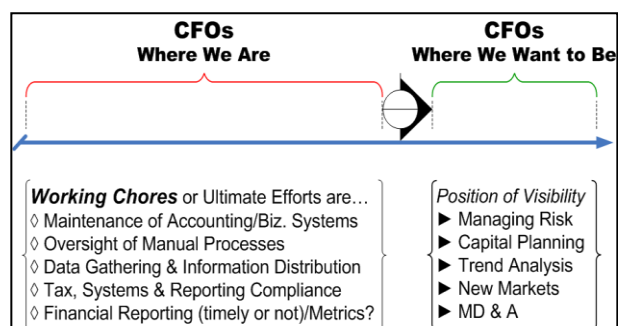 CFOs
Where We Are
CFOs
Where We Want to Be
Working Chores or Ultimate Efforts are…
◊ Maintenance of Accounting/Biz. Systems
◊ Oversight of Manual Processes
◊ Data Gathering & Information Distribution
◊ Tax, Systems & Reporting Compliance
◊ Financial Reporting (timely or not)/Metrics?
Position of Visibility
► Managing Risk
► Capital Planning
► Trend Analysis
► New Markets
► MD & A